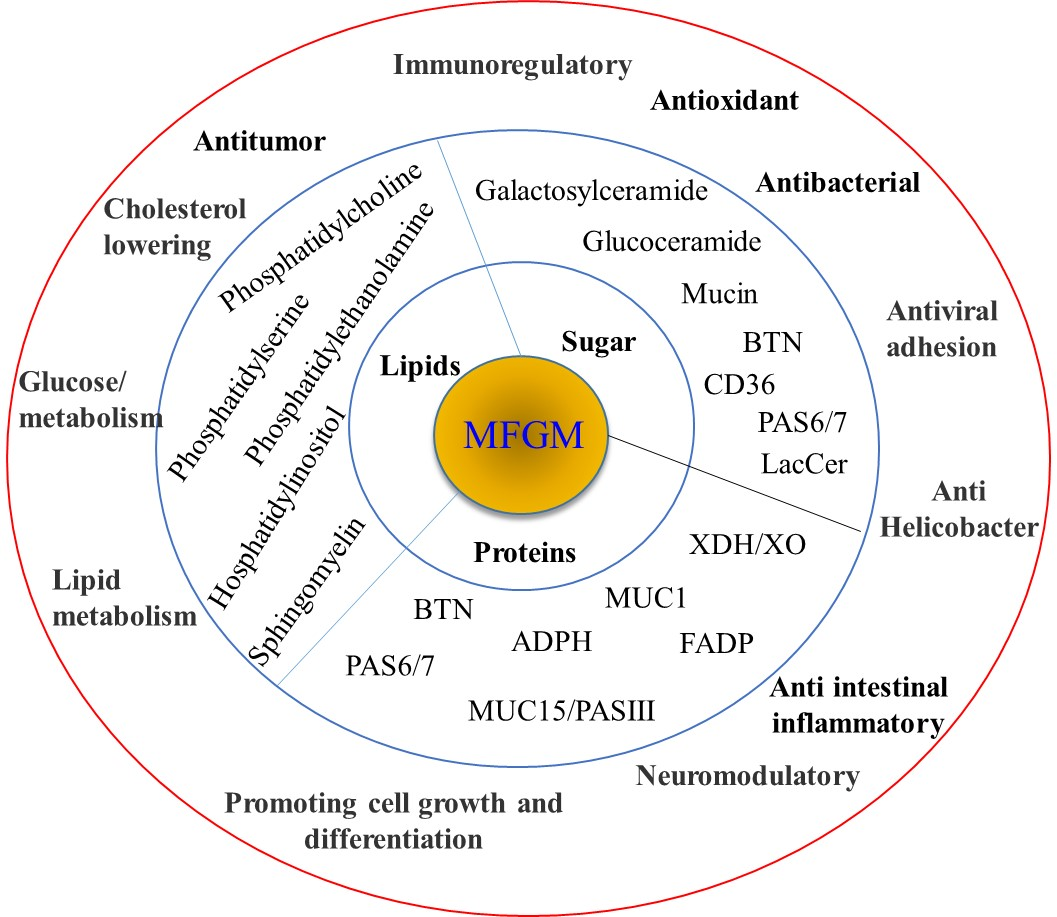 Immunoregulatory
Antioxidant
Antitumor
Antibacterial
Cholesterol
lowering
Antiviral
adhesion
Glucose/
metabolism
Anti
Helicobacter
Lipid
metabolism
Anti intestinal
inflammatory
Neuromodulatory
Promoting cell growth and
differentiation
Phosphatidylcholine
Phosphatidylethanolamine
Phosphatidylserine
Hosphatidylinositol
Sphingomyelin
Galactosylceramide
Glucoceramide
Mucin
BTN
CD36
PAS6/7
LacCer
XDH/XO
MUC1
BTN
ADPH
FADP
PAS6/7
MUC15/PASIII
Lipids
Sugar
Proteins
MFGM